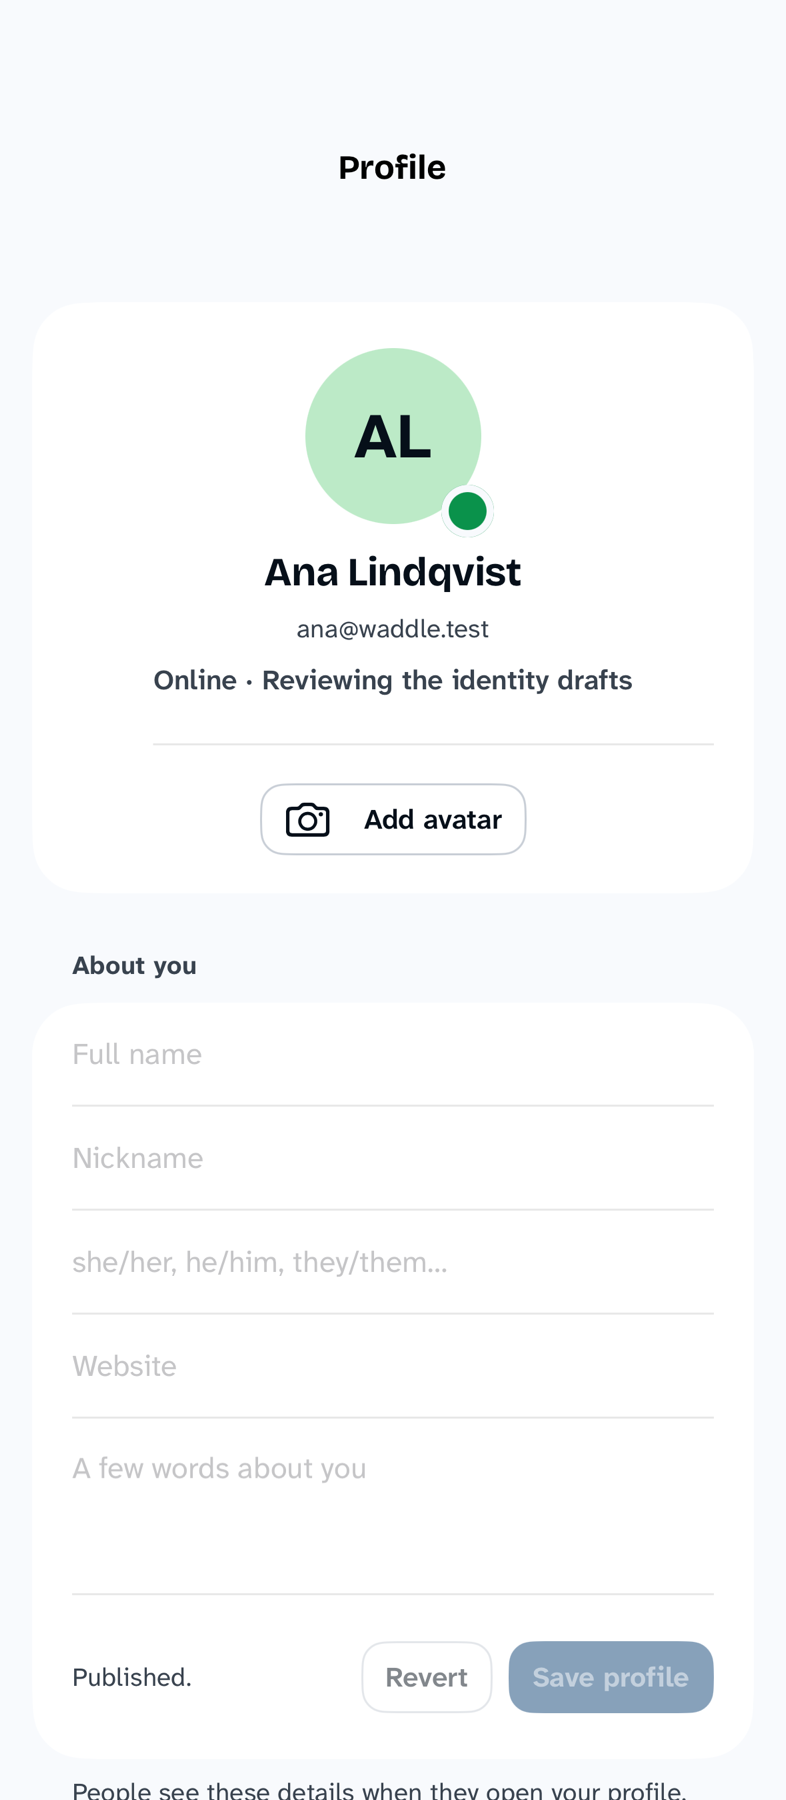 Profile
AL
Ana Lindqvist
ana@waddle.test
Online · Reviewing the identity drafts
Add avatar
About you
Full name
Nickname
she/her, he/him, they/them...
Website
A few words about you
Published.
Revert
Save profile
People see these details when they open your profile.